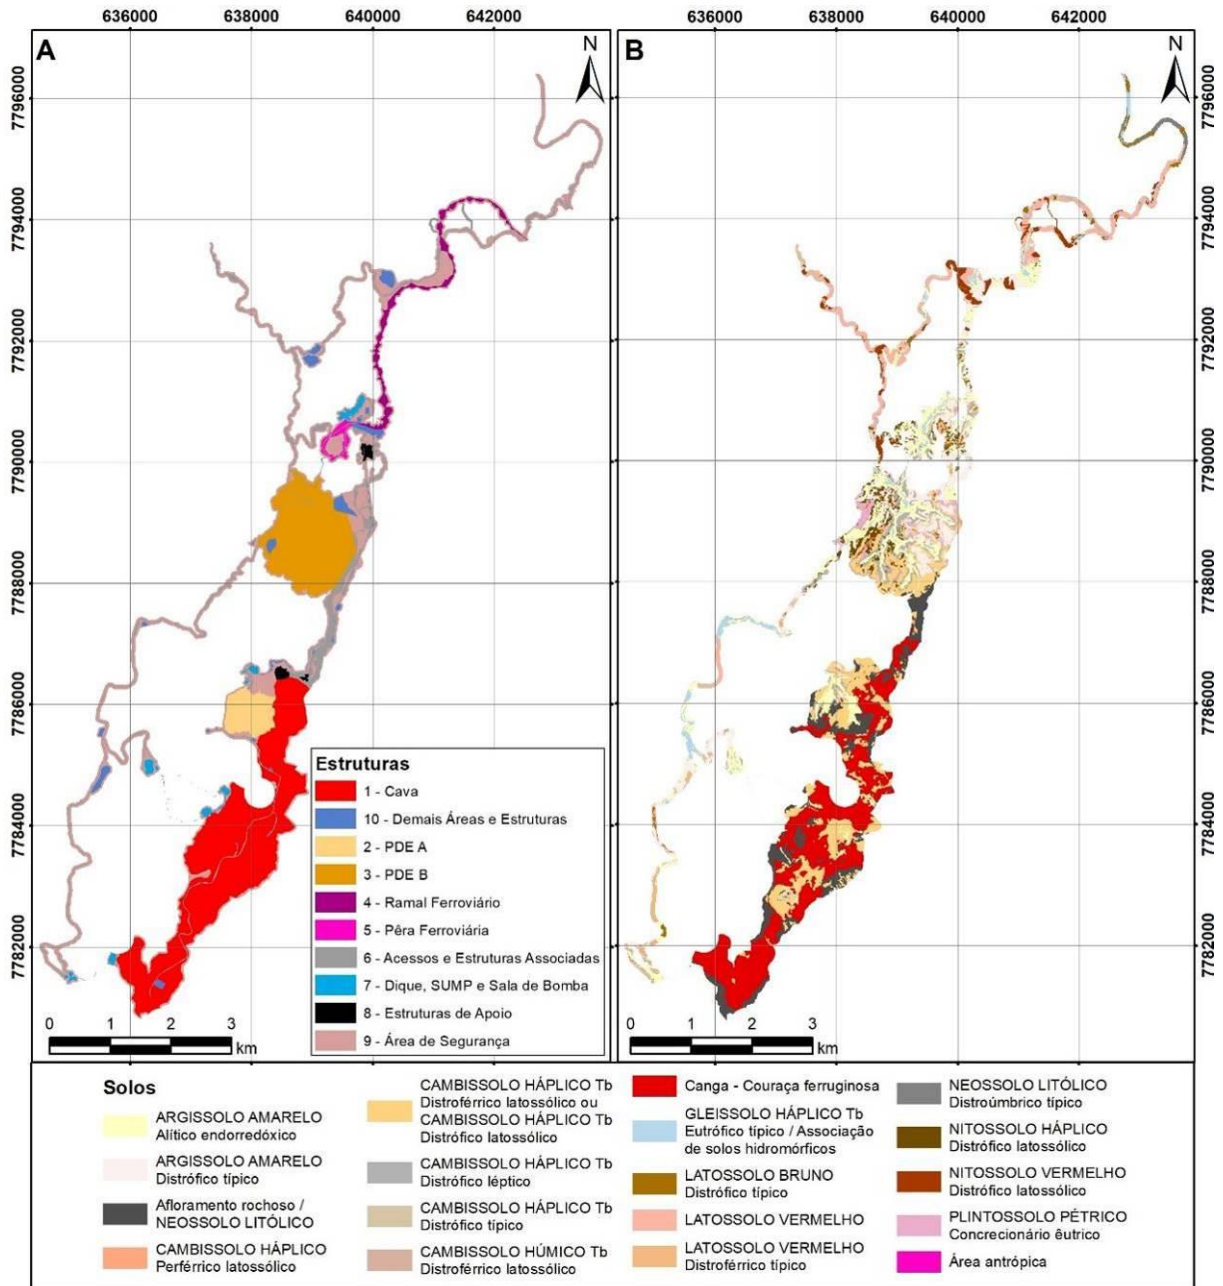 636000 638000 640000 642000
636000 638000 640000 642000
A
N
B
N
7796000
7794000
7792000
7790000
7788000
7786000
7784000
7782000
7796000
7794000
7792000
7790000
7788000
7786000
7784000
7782000
Estruturas
1 - Cava
10 - Demais Áreas e Estruturas
2 - PDE A
3 - PDE B
4 - Ramal Ferroviário
5 - Pêra Ferroviária
6 - Acessos e Estruturas Associadas
7 - Dique, SUMP e Sala de Bomba
8 - Estruturas de Apoio
9 - Área de Segurança
0 1 2 3
km
0 1 2 3
km
Solos
ARGISSOLO AMARELO
Alítico endorredóxico
ARGISSOLO AMARELO
Distrófico típico
Afloramento rochoso /
NEOSSOLO LITÓLICO
CAMBISSOLO HÁPLICO
Perférrico latossólico
CAMBISSOLO HÁPLICO Tb
Distroférrico latossólico ou
CAMBISSOLO HÁPLICO Tb
Distrófico latossólico
CAMBISSOLO HÁPLICO Tb
Distrófico léptico
CAMBISSOLO HÁPLICO Tb
Distrófico típico
CAMBISSOLO HÚMICO Tb
Distroférrico latossólico
Canga - Couraça ferruginosa
GLEISSOLO HÁPLICO Tb
Eutrófico típico / Associação
de solos hidromórficos
LATOSSOLO BRUNO
Distrófico típico
LATOSSOLO VERMELHO
LATOSSOLO VERMELHO
Distroférrico típico
NEOSSOLO LITÓLICO
Distroúmbrico típico
NITOSSOLO HÁPLICO
Distrófico latossólico
NITOSSOLO VERMELHO
Distrófico latossólico
PLINTOSSOLO PÉTRICO
Concrecionário êutrico
Área antrópica